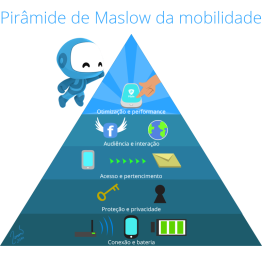 Pirâmide de Maslow da mobilidade
Otimização e performance
f
Audiência e interação
Acesso e pertencimento
Proteção e privacidade
Conexão e bateria